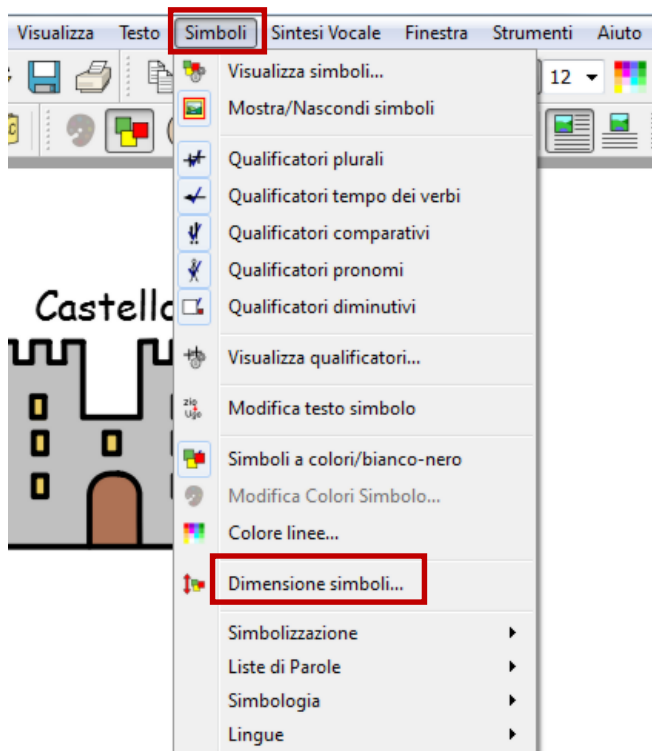 Visualizza Testo Simboli Sintesi Vocale Finestra Strumenti Aiuto
12
Visualizza simboli...
Mostra/Nascondi simboli
Qualificatori plurali
Qualificatori tempo dei verbi
Qualificatori comparativi
Qualificatori pronomi
Qualificatori diminutivi
Castello
Visualizza qualificatori...
zio
Ugo
Modifica testo simbolo
Simboli a colori/bianco-nero
Modifica Colori Simbolo...
Colore linee...
Dimensione simboli...
Simbolizzazione
Liste di Parole
Simbologia
Lingue